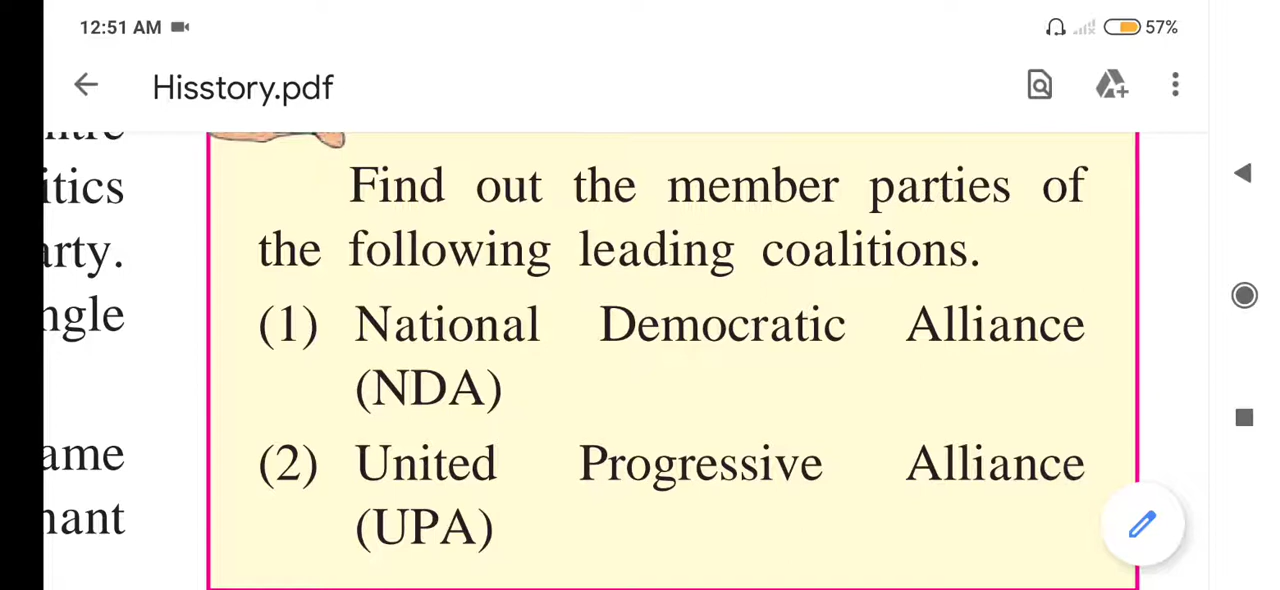 12:51 AM 57%
Hisstory.pdf
itics
Find out the member parties of
arty.
the following leading coalitions.
ngle
(1) National Democratic Alliance
(NDA)
ame
(2) United Progressive Alliance
nant
(UPA)